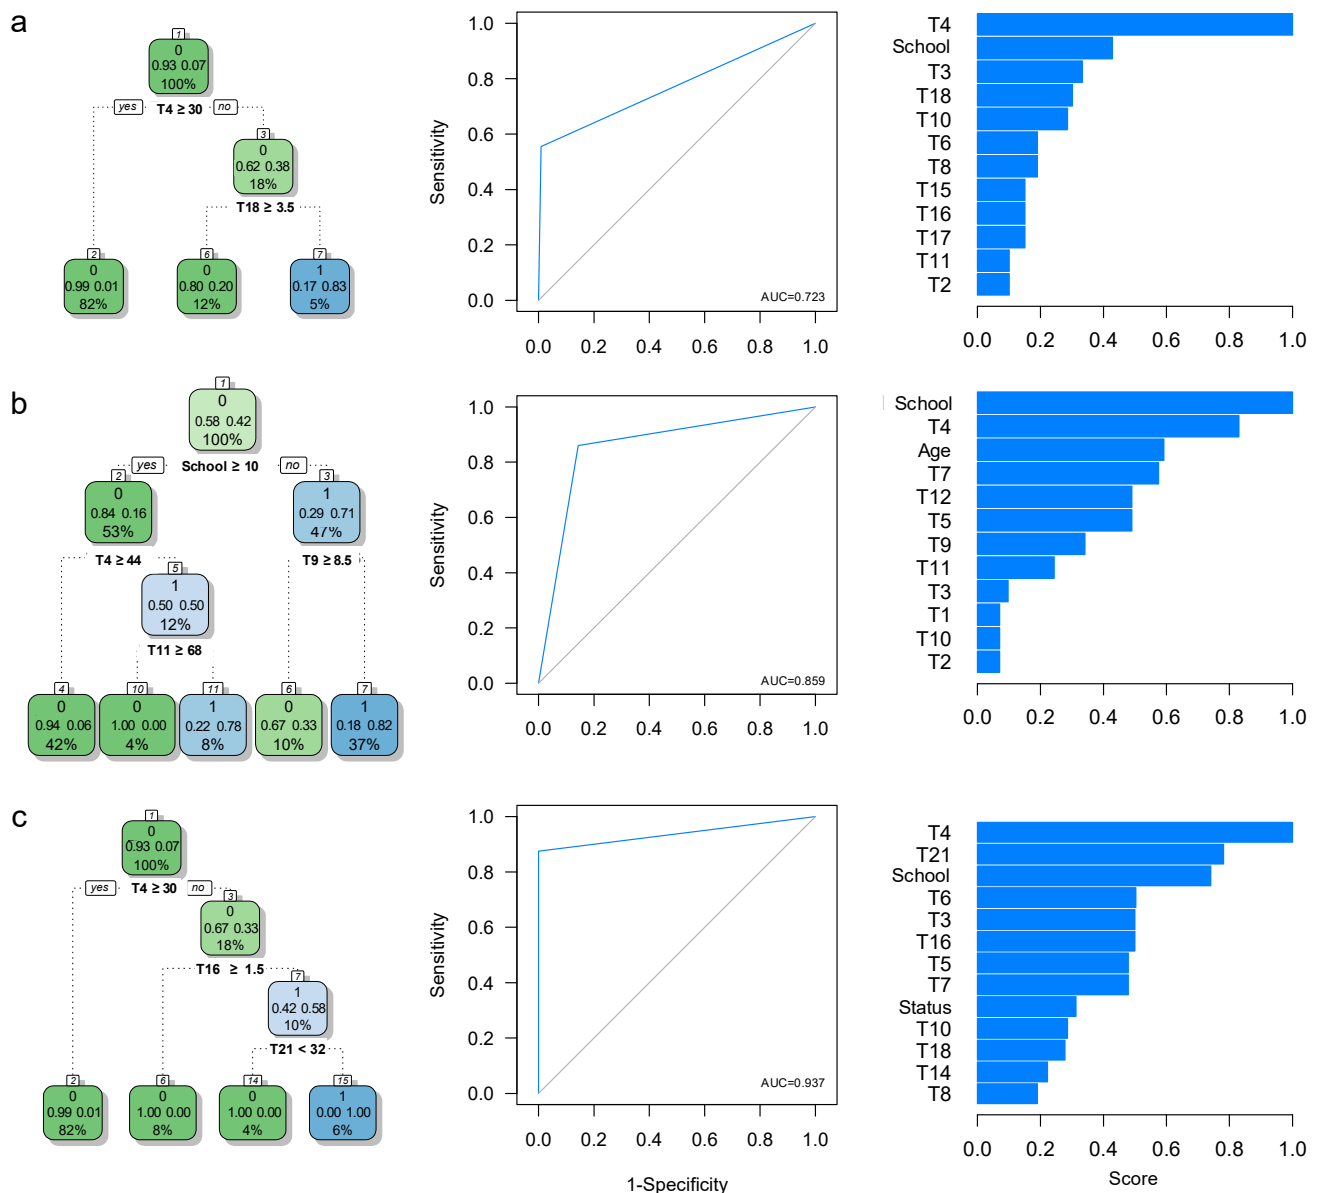 a
1
0
0.93 0.07
100%
yes
T4 ≥ 30
no
3
0
0.62 0.38
18%
T18 ≥ 3.5
2
0
0.99 0.01
82%
6
0
0.80 0.20
12%
7
1
0.17 0.83
5%
Sensitivity
1.0
0.8
0.6
0.4
0.2
0.0
AUC=0.723
0.0 0.2 0.4 0.6 0.8 1.0
T4
School
T3
T18
T10
T6
T8
T15
T16
T17
T11
T2
0.0 0.2 0.4 0.6 0.8 1.0
b
1
0
0.58 0.42
100%
yes
School ≥ 10
no
2
0
0.84 0.16
53%
3
1
0.29 0.71
47%
T4 ≥ 44
T9 ≥ 8.5
5
1
0.50 0.50
12%
T11 ≥ 68
4
0
0.94 0.06
42%
10
0
1.00 0.00
4%
11
1
0.22 0.78
8%
6
0
0.67 0.33
10%
7
1
0.18 0.82
37%
Sensitivity
1.0
0.8
0.6
0.4
0.2
0.0
AUC=0.859
0.0 0.2 0.4 0.6 0.8 1.0
School
T4
Age
T7
T12
T5
T9
T11
T3
T1
T10
T2
0.0 0.2 0.4 0.6 0.8 1.0
c
1
0
0.93 0.07
100%
yes
T4 ≥ 30
no
3
0
0.67 0.33
18%
T16 ≥ 1.5
7
1
0.42 0.58
10%
T21 < 32
2
0
0.99 0.01
82%
6
0
1.00 0.00
8%
14
0
1.00 0.00
4%
15
1
0.00 1.00
6%
Sensitivity
1.0
0.8
0.6
0.4
0.2
0.0
AUC=0.937
0.0 0.2 0.4 0.6 0.8 1.0
1-Specificity
T4
T21
School
T6
T3
T16
T5
T7
Status
T10
T18
T14
T8
0.0 0.2 0.4 0.6 0.8 1.0
Score